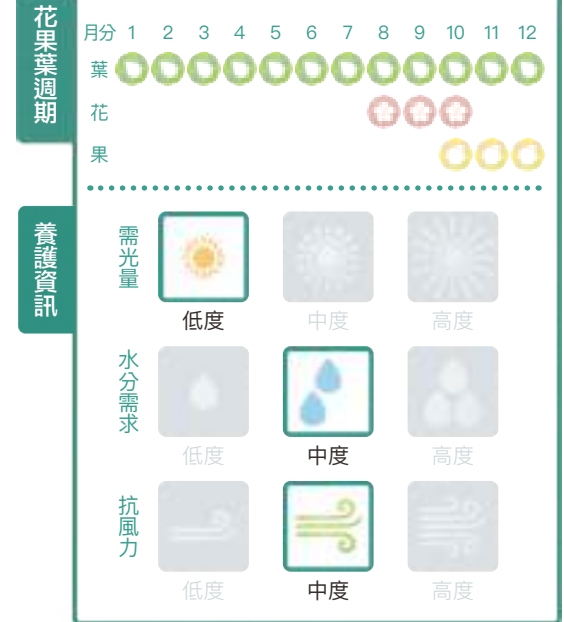 花果葉週期
月分 1 2 3 4 5 6 7 8 9 10 11 12
葉
花
果
養護資訊
需光量
低度 中度 高度
水分需求
低度 中度 高度
抗風力
低度 中度 高度